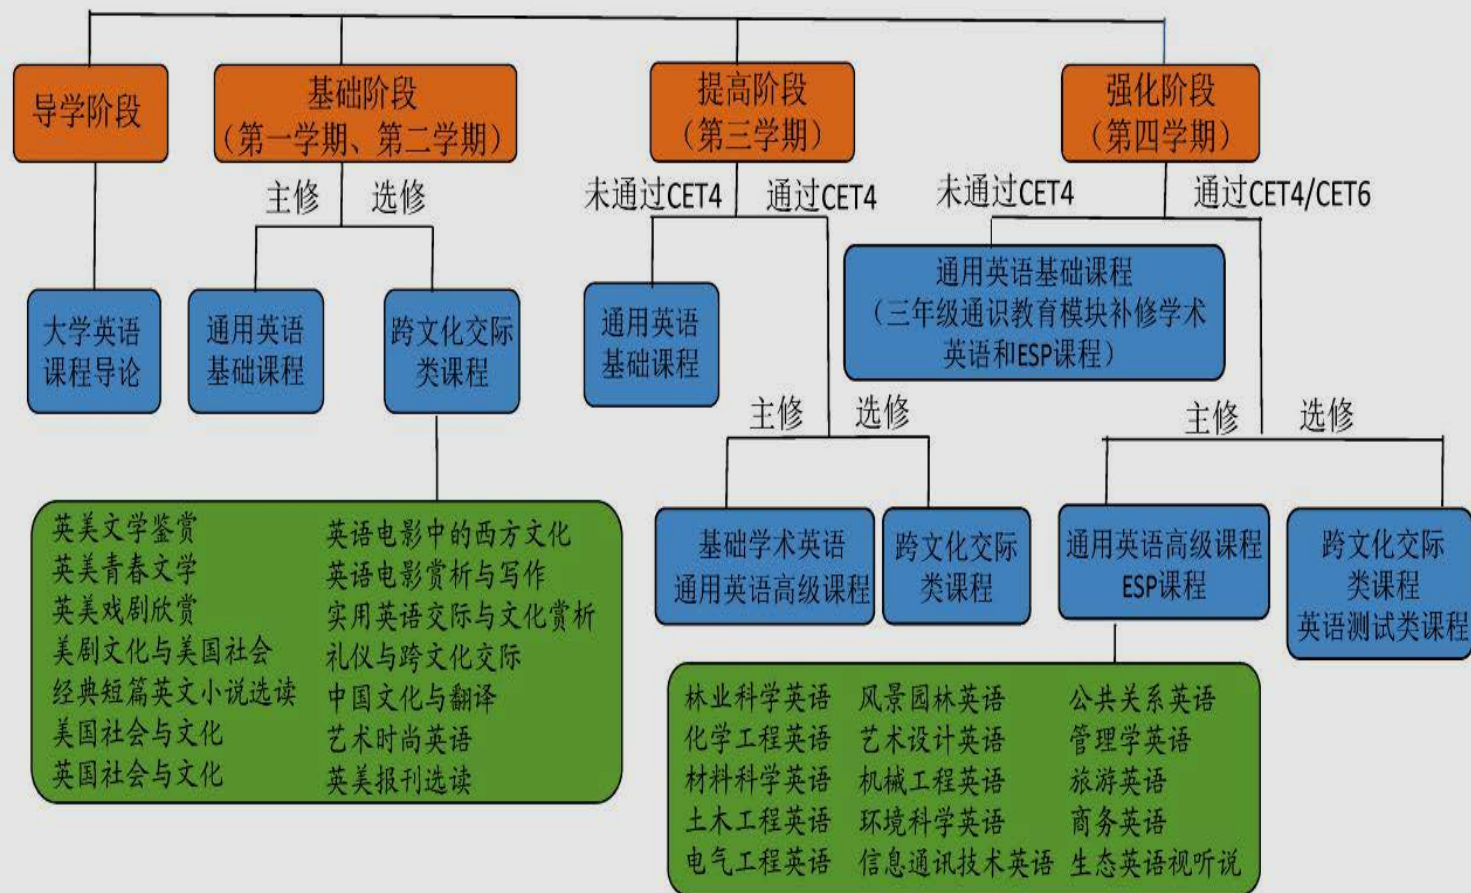 导学阶段
基础阶段
（第一学期、第二学期）
提高阶段
（第三学期）
强化阶段
（第四学期）
主修
选修
未通过CET4
通过CET4
未通过CET4
通过CET4/CET6
大学英语
课程导论
通用英语
基础课程
跨文化交际
类课程
通用英语
基础课程
通用英语基础课程
（三年级通识教育模块补修学术
英语和ESP课程）
主修
选修
主修
选修
基础学术英语
通用英语高级课程
跨文化交际
类课程
通用英语高级课程
ESP课程
跨文化交际
类课程
英语测试类课程
英美文学鉴赏
英美青春文学
英美戏剧欣赏
美剧文化与美国社会
经典短篇英文小说选读
美国社会与文化
英国社会与文化
英语电影中的西方文化
英语电影赏析与写作
实用英语交际与文化赏析
礼仪与跨文化交际
中国文化与翻译
艺术时尚英语
英美报刊选读
林业科学英语
化学工程英语
材料科学英语
土木工程英语
电气工程英语
风景园林英语
艺术设计英语
机械工程英语
环境科学英语
信息通讯技术英语
公共关系英语
管理学英语
旅游英语
商务英语
生态英语视听说